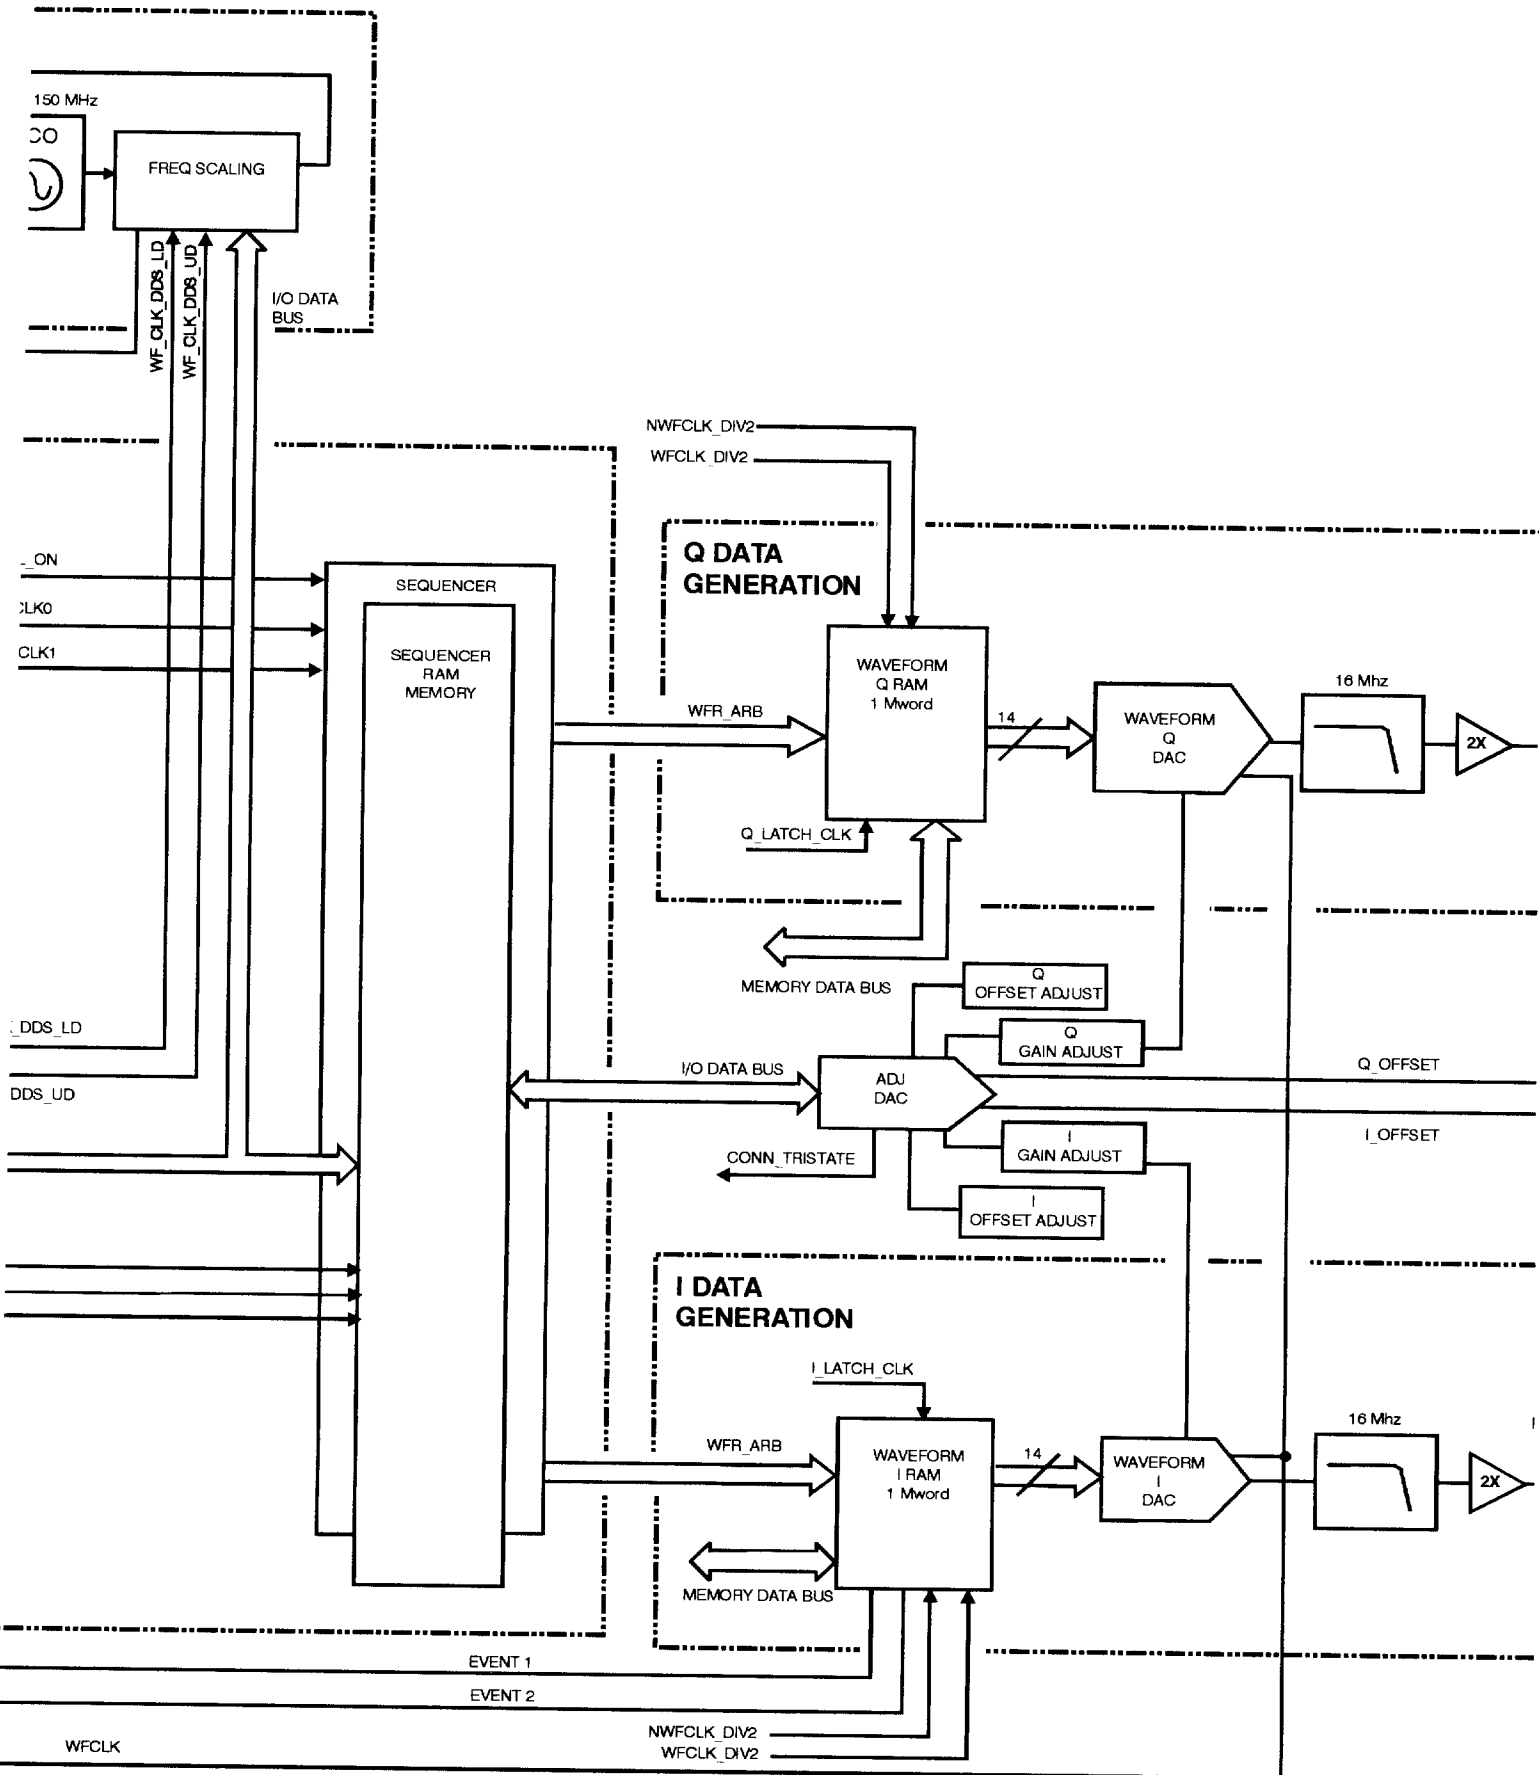 150 MHz
CO
FREQ SCALING
WF_CLK_DDS_LD
WF_CLK_DDS_UD
I/O DATA
BUS
NWFCLK_DIV2
WFCLK_DIV2
Q DATA
GENERATION
_ON
CLK0
CLK1
SEQUENCER
SEQUENCER
RAM
MEMORY
WFR_ARB
WAVEFORM
Q RAM
1 Mword
14
WAVEFORM
Q
DAC
16 Mhz
2X
Q_LATCH_CLK
MEMORY DATA BUS
Q
OFFSET ADJUST
Q
GAIN ADJUST
_DDS_LD
DDS_UD
I/O DATA BUS
ADJ
DAC
Q_OFFSET
I_OFFSET
I
GAIN ADJUST
CONN_TRISTATE
I
OFFSET ADJUST
I DATA
GENERATION
I_LATCH_CLK
WFR_ARB
WAVEFORM
I RAM
1 Mword
14
WAVEFORM
I
DAC
16 Mhz
2X
MEMORY DATA BUS
EVENT 1
EVENT 2
NWFCLK_DIV2
WFCLK_DIV2
WFCLK